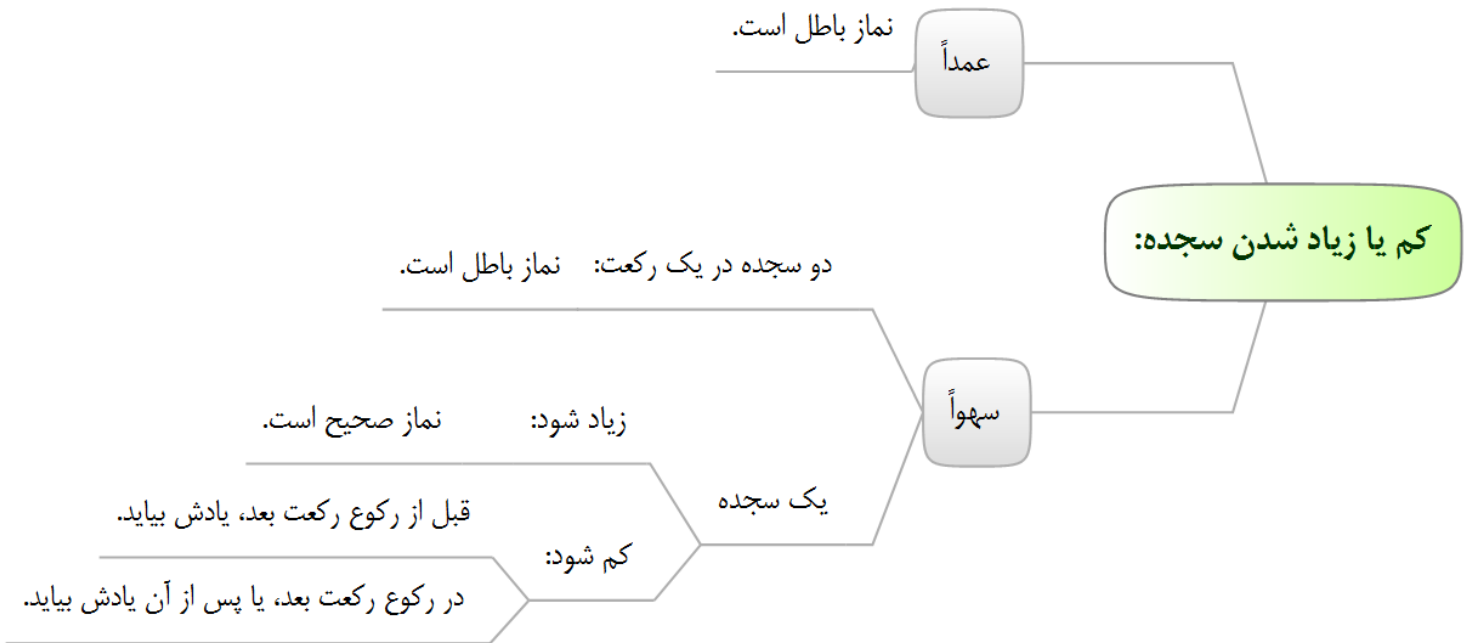 کم یا زیاد شدن سجده:
عمداً
نماز باطل است.
سهواً
دو سجده در یک رکعت: نماز باطل است.
یک سجده
زیاد شود: نماز صحیح است.
کم شود:
قبل از رکوع رکعت بعد، یادش بیاید.
در رکوع رکعت بعد، یا پس از آن یادش بیاید.